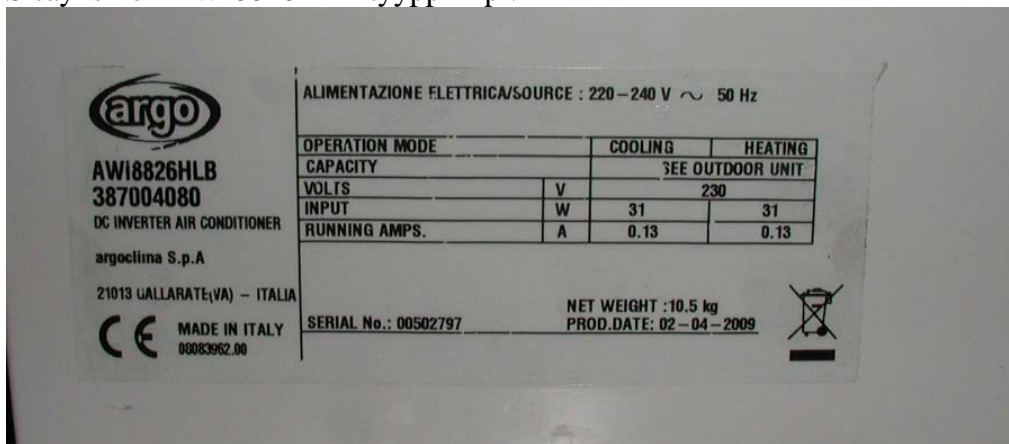 argo
AWI8826HLB
387004080
DC INVERTER AIR CONDITIONER
argoclima S.p.A
21013 GALLARATE(VA) – ITALIA
CE MADE IN ITALY
08083962.00
ALIMENTAZIONE ELETTRICA/SOURCE : 220–240 V ~ 50 Hz
OPERATION MODE COOLING HEATING
CAPACITY SEE OUTDOOR UNIT
VOLTS V 230
INPUT W 31 31
RUNNING AMPS. A 0.13 0.13
NET WEIGHT :10.5 kg
SERIAL No.: 00502797 PROD.DATE: 02–04–2009